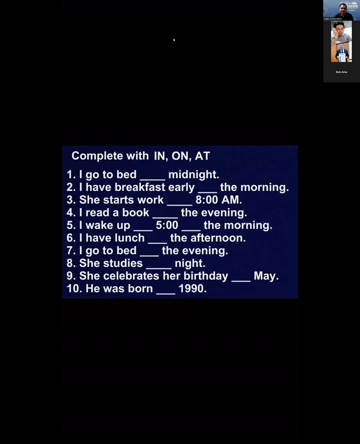 Complete with IN, ON, AT
1. I go to bed ____ midnight.
2. I have breakfast early ___ the morning.
3. She starts work ____ 8:00 AM.
4. I read a book ____ the evening.
5. I wake up ___ 5:00 ___ the morning.
6. I have lunch ___ the afternoon.
7. I go to bed ___ the evening.
8. She studies ____ night.
9. She celebrates her birthday ___ May.
10. He was born ___ 1990.